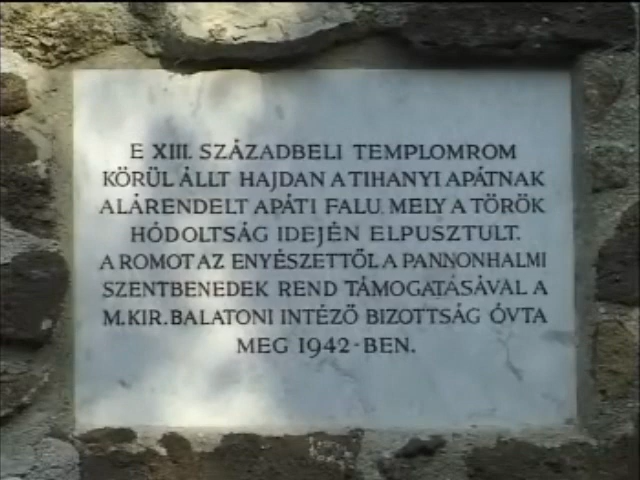 E XIII. SZÁZADBELI TEMPLOMROM
KÖRÜL ÁLLT HAJDAN A TIHANYI APÁTNAK
ALÁRENDELT APÁTI FALU, MELY A TÖRÖK
HÓDOLTSÁG IDEJÉN ELPUSZTULT.
A ROMOT AZ ENYÉSZETTŐL A PANNONHALMI
SZENTBENEDEK REND TÁMOGATÁSÁVAL A
M.KIR. BALATONI INTÉZŐ BIZOTTSÁG ÓVTA
MEG 1942-BEN.